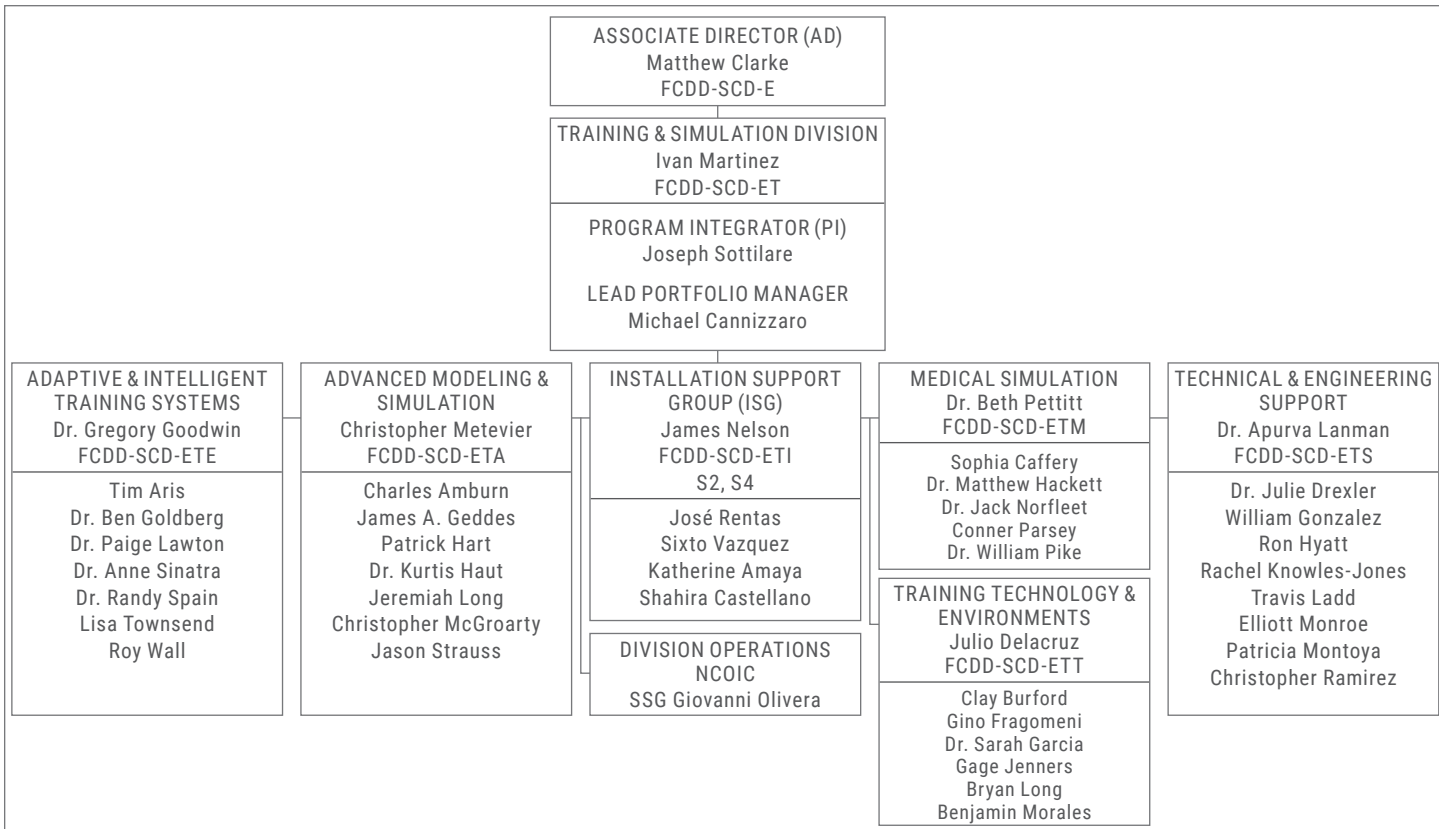 ASSOCIATE DIRECTOR (AD)
Matthew Clarke
FCDD-SCD-E
TRAINING & SIMULATION DIVISION
Ivan Martinez
FCDD-SCD-ET
PROGRAM INTEGRATOR (PI)
Joseph Sottilare
LEAD PORTFOLIO MANAGER
Michael Cannizzaro
ADAPTIVE & INTELLIGENT
TRAINING SYSTEMS
Dr. Gregory Goodwin
FCDD-SCD-ETE
Tim Aris
Dr. Ben Goldberg
Dr. Paige Lawton
Dr. Anne Sinatra
Dr. Randy Spain
Lisa Townsend
Roy Wall
ADVANCED MODELING &
SIMULATION
Christopher Metevier
FCDD-SCD-ETA
Charles Amburn
James A. Geddes
Patrick Hart
Dr. Kurtis Haut
Jeremiah Long
Christopher McGroarty
Jason Strauss
INSTALLATION SUPPORT
GROUP (ISG)
James Nelson
FCDD-SCD-ETI
S2, S4
José Rentas
Sixto Vazquez
Katherine Amaya
Shahira Castellano
DIVISION OPERATIONS
NCOIC
SSG Giovanni Olivera
MEDICAL SIMULATION
Dr. Beth Pettitt
FCDD-SCD-ETM
Sophia Caffery
Dr. Matthew Hackett
Dr. Jack Norfleet
Conner Parsey
Dr. William Pike
TRAINING TECHNOLOGY &
ENVIRONMENTS
Julio Delacruz
FCDD-SCD-ETT
Clay Burford
Gino Fragomeni
Dr. Sarah Garcia
Gage Jenners
Bryan Long
Benjamin Morales
TECHNICAL & ENGINEERING
SUPPORT
Dr. Apurva Lanman
FCDD-SCD-ETS
Dr. Julie Drexler
William Gonzalez
Ron Hyatt
Rachel Knowles-Jones
Travis Ladd
Elliott Monroe
Patricia Montoya
Christopher Ramirez